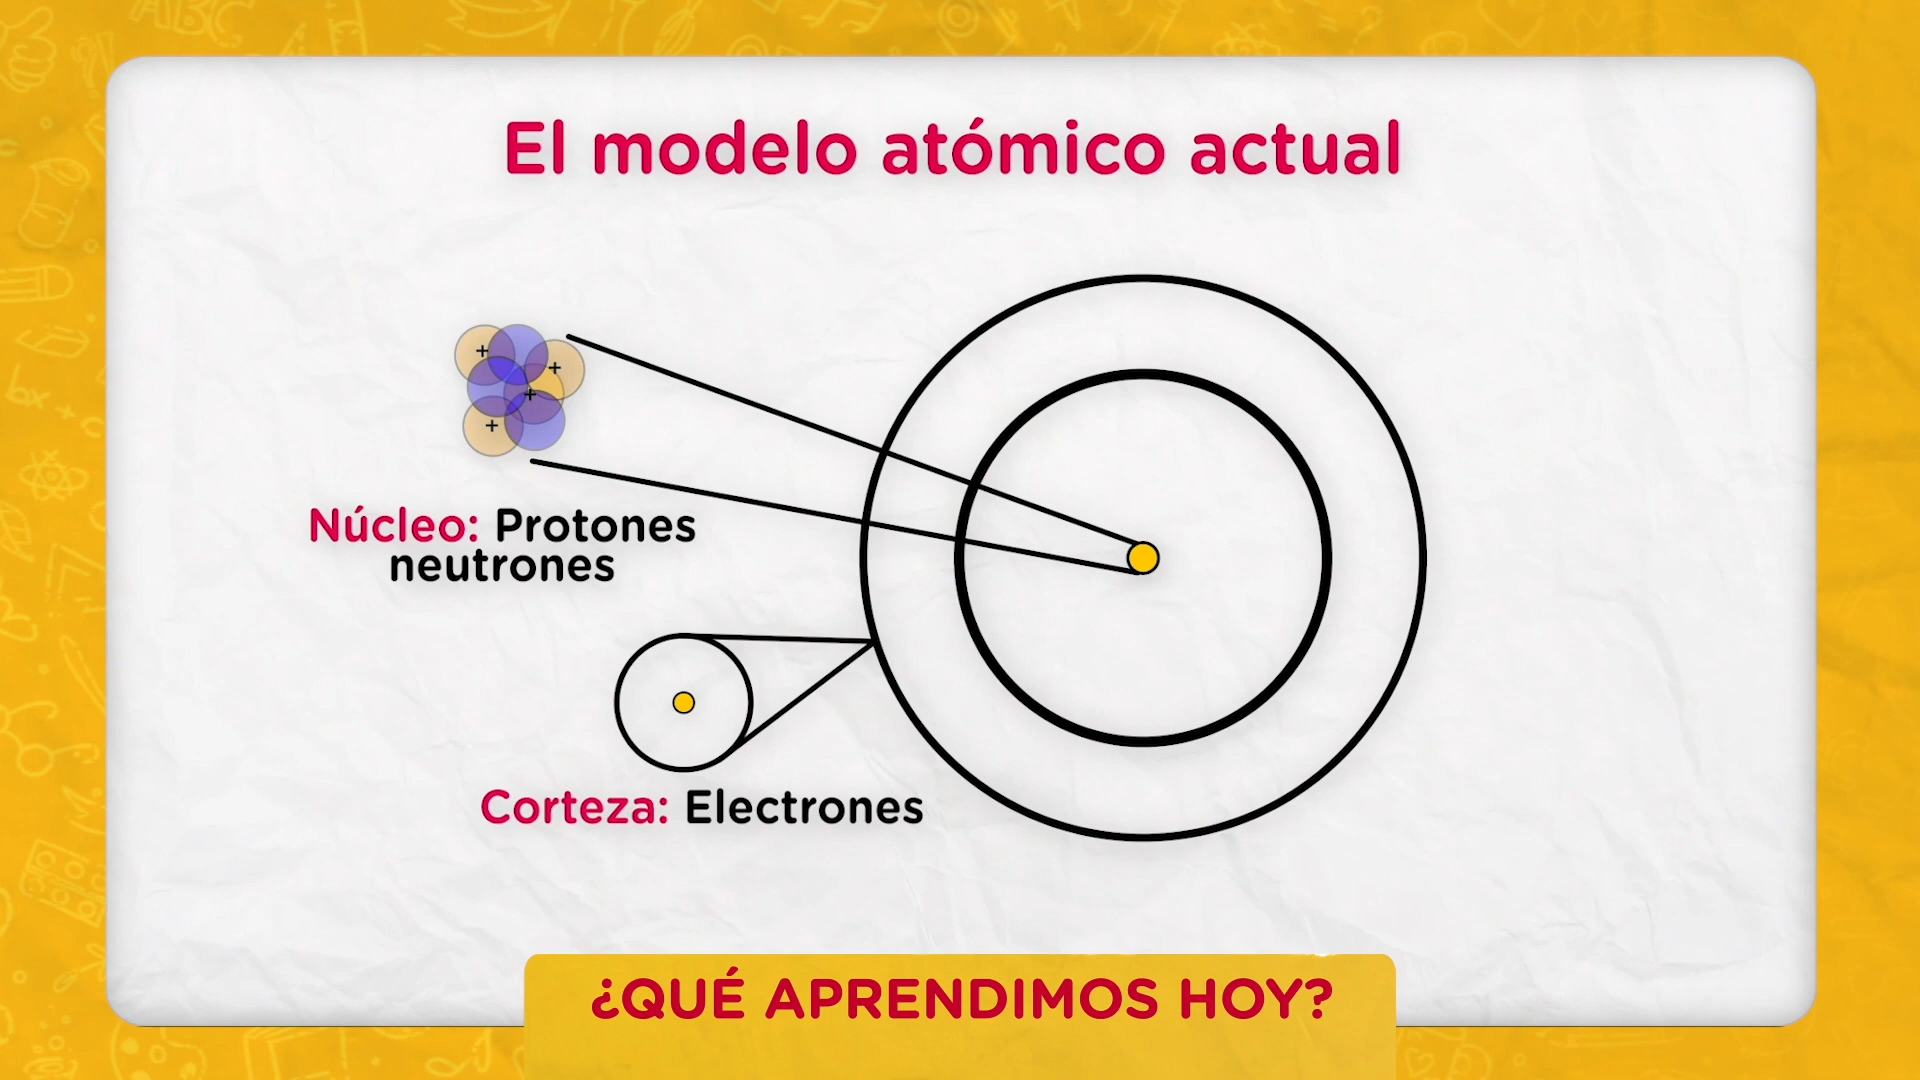 El modelo atómico actual
+
+
+
+
Núcleo: Protones
neutrones
Corteza: Electrones
¿QUÉ APRENDIMOS HOY?